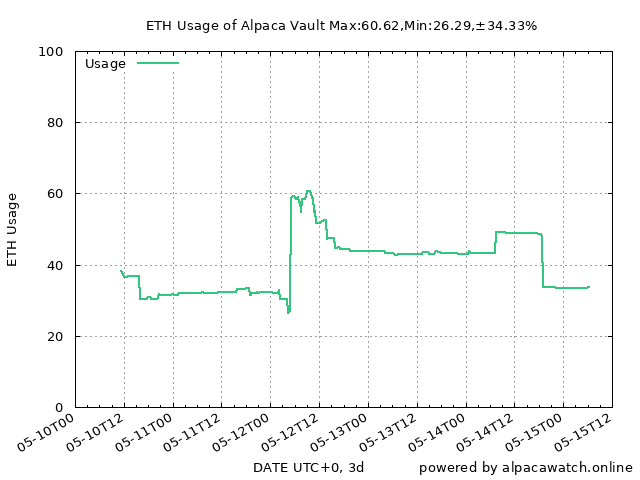 ETH Usage of Alpaca Vault Max:60.62,Min:26.29,±34.33%
Usage
100
80
60
40
20
0
ETH Usage
05-10T00
05-10T12
05-11T00
05-11T12
05-12T00
05-12T12
05-13T00
05-13T12
05-14T00
05-14T12
05-15T00
05-15T12
DATE UTC+0, 3d
powered by alpacawatch.online